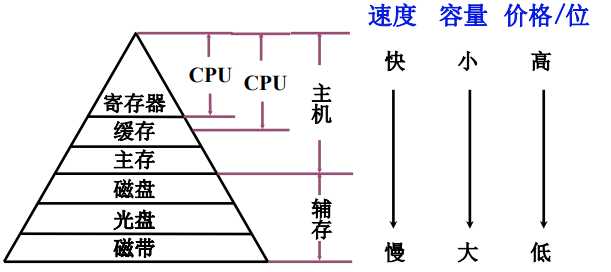 速度 容量 价格/位
快 小 高
CPU CPU
寄存器
主机
缓存
主存
磁盘
光盘
辅存
磁带
慢 大 低